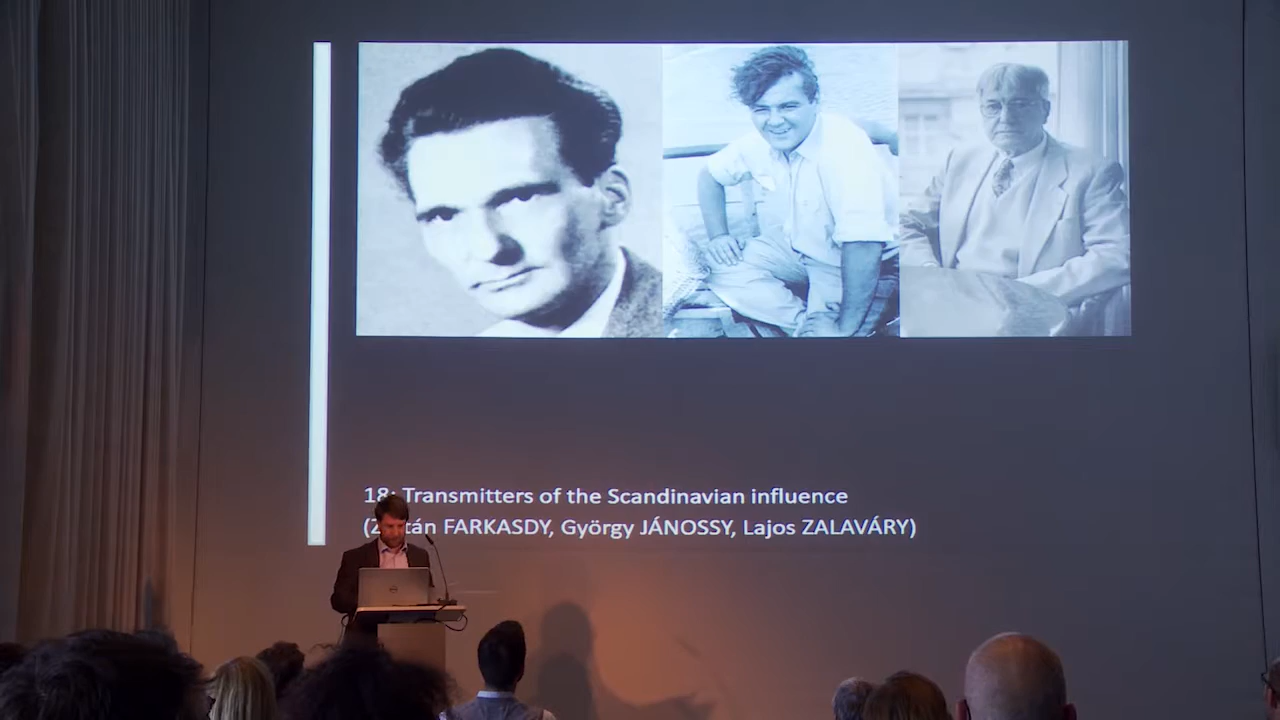 18: Transmitters of the Scandinavian influence
FARKASDY, György JÁNOSSY, Lajos ZALAVÁRY)